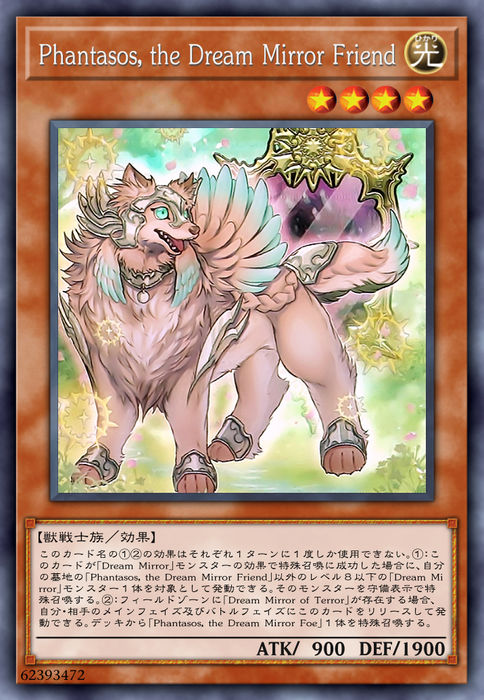 Phantasos, the Dream Mirror Friend
ひかり
光
【獣戦士族／効果】
このカード名の①②の効果はそれぞれ１ターンに１度しか使用できない。①：こ
のカードが「Dream Mirror」モンスターの効果で特殊召喚に成功した場合に、自分
の墓地の「Phantasos, the Dream Mirror Friend」以外のレベル８以下の「Dream Mi
rror」モンスター１体を対象として発動できる。そのモンスターを守備表示で特
殊召喚する。②：フィールドゾーンに「Dream Mirror of Terror」が存在する場合、
自分・相手のメインフェイズ及びバトルフェイズにこのカードをリリースして発
動できる。デッキから「Phantasos, the Dream Mirror Foe」１体を特殊召喚する。
ATK/ 900 DEF/1900
62393472